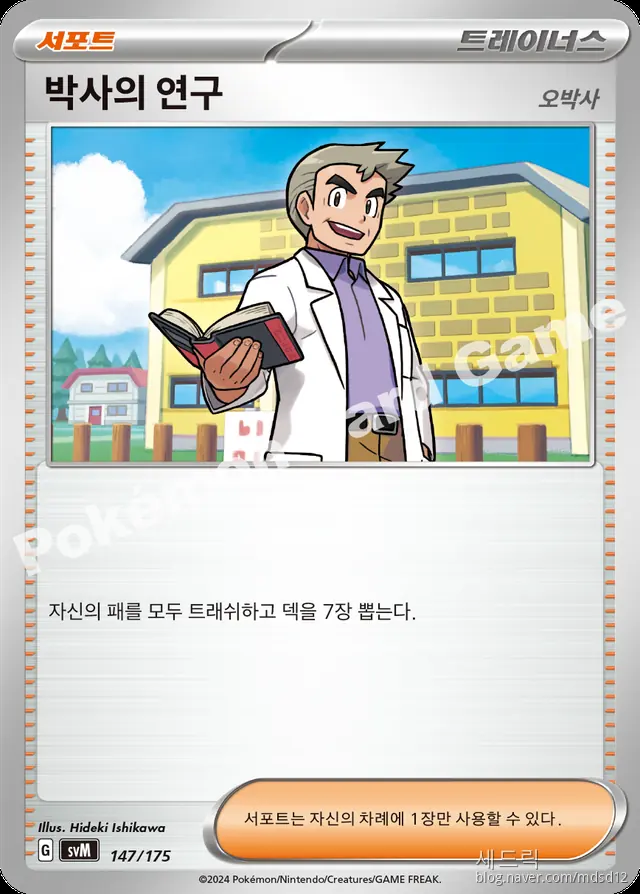 서포트
트레이너스
박사의 연구
오박사
Pokémon Card Game
자신의 패를 모두 트래쉬하고 덱을 7장 뽑는다.
서포트는 자신의 차례에 1장만 사용할 수 있다.
Illus. Hideki Ishikawa
G svM 147/175
©2024 Pokémon/Nintendo/Creatures/GAME FREAK.
세드릭
blog.naver.com/mdsd12